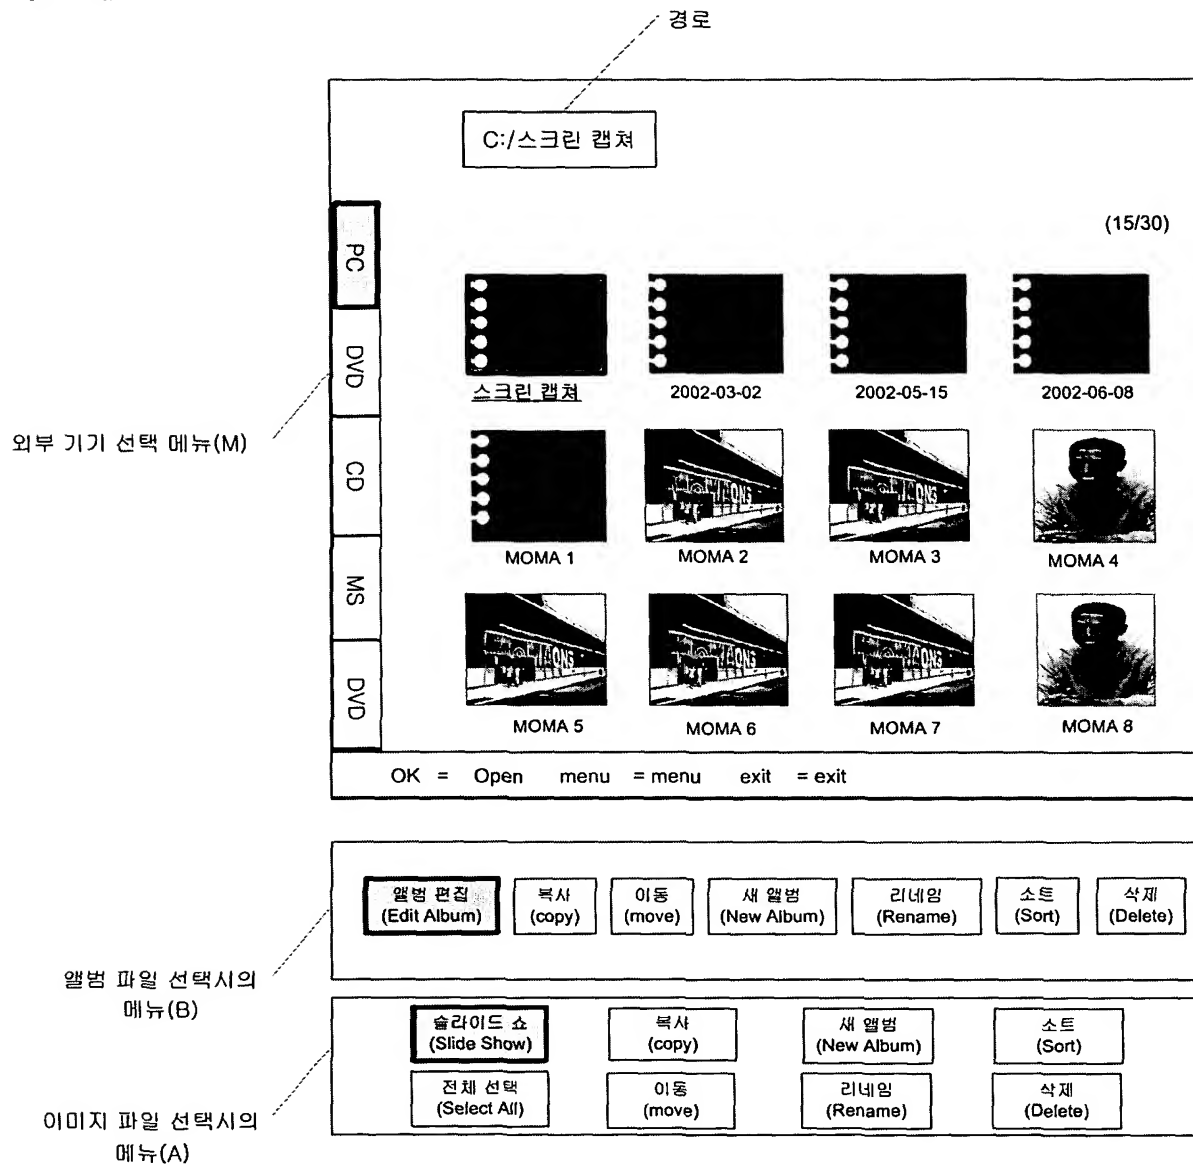 경로
C:/스크린 캡쳐
(15/30)
PC
DVD
CD
MS
DVD
외부 기기 선택 메뉴(M)
스크린 캡쳐
2002-03-02
2002-05-15
2002-06-08
MOMA 1
MOMA 2
MOMA 3
MOMA 4
MOMA 5
MOMA 6
MOMA 7
MOMA 8
OK = Open menu = menu exit = exit
앨범 편집
(Edit Album)
복사
(copy)
이동
(move)
새 앨범
(New Album)
리네임
(Rename)
소트
(Sort)
삭제
(Delete)
앨범 파일 선택시의
메뉴(B)
슬라이드 쇼
(Slide Show)
복사
(copy)
새 앨범
(New Album)
소트
(Sort)
전체 선택
(Select All)
이동
(move)
리네임
(Rename)
삭제
(Delete)
이미지 파일 선택시의
메뉴(A)